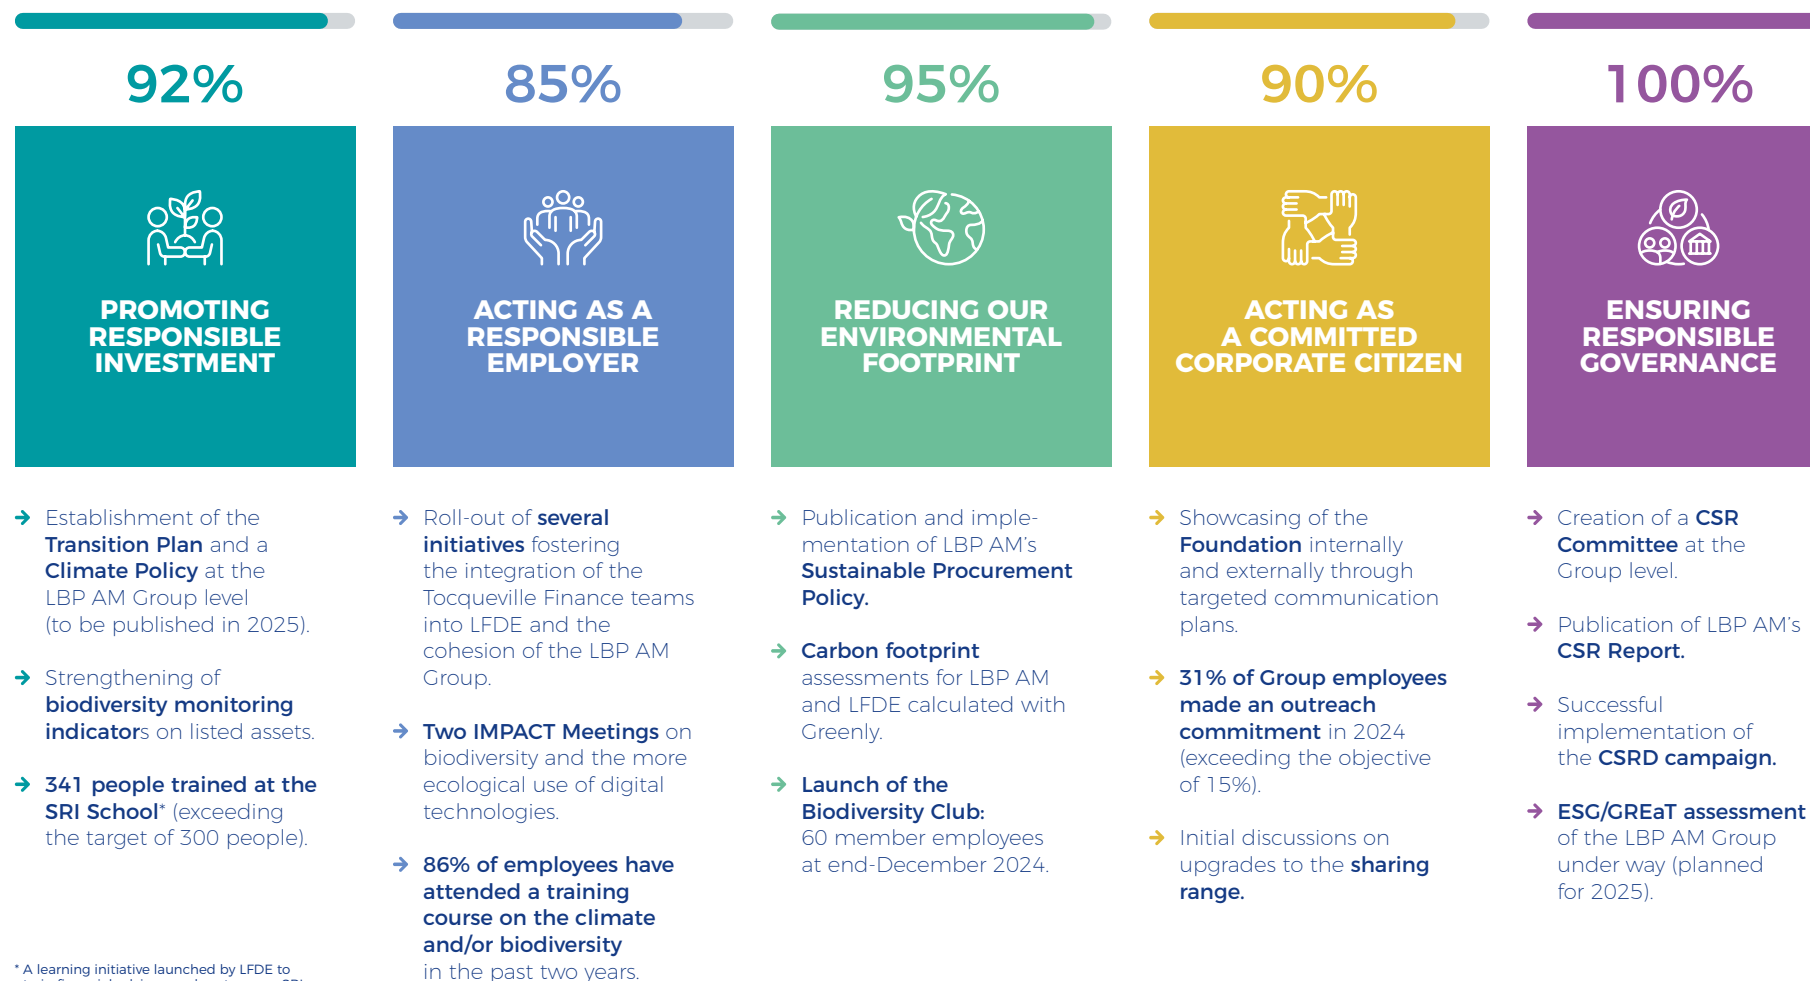 92%
PROMOTING
RESPONSIBLE
INVESTMENT
→ Establishment of the
Transition Plan and a
Climate Policy at the
LBP AM Group level
(to be published in 2025).
→ Strengthening of
biodiversity monitoring
indicators on listed assets.
→ 341 people trained at the
SRI School* (exceeding
the target of 300 people).
* A learning initiative launched by LFDE to
85%
ACTING AS A
RESPONSIBLE
EMPLOYER
→ Roll-out of several
initiatives fostering
the integration of the
Tocqueville Finance teams
into LFDE and the
cohesion of the LBP AM
Group.
→ Two IMPACT Meetings on
biodiversity and the more
ecological use of digital
technologies.
→ 86% of employees have
attended a training
course on the climate
and/or biodiversity
in the past two years.
95%
REDUCING OUR
ENVIRONMENTAL
FOOTPRINT
→ Publication and imple-
mentation of LBP AM's
Sustainable Procurement
Policy.
→ Carbon footprint
assessments for LBP AM
and LFDE calculated with
Greenly.
→ Launch of the
Biodiversity Club:
60 member employees
at end-December 2024.
90%
ACTING AS
A COMMITTED
CORPORATE CITIZEN
→ Showcasing of the
Foundation internally
and externally through
targeted communication
plans.
→ 31% of Group employees
made an outreach
commitment in 2024
(exceeding the objective
of 15%).
→ Initial discussions on
upgrades to the sharing
range.
100%
ENSURING
RESPONSIBLE
GOVERNANCE
→ Creation of a CSR
Committee at the
Group level.
→ Publication of LBP AM's
CSR Report.
→ Successful
implementation of
the CSRD campaign.
→ ESG/GREaT assessment
of the LBP AM Group
under way (planned
for 2025).